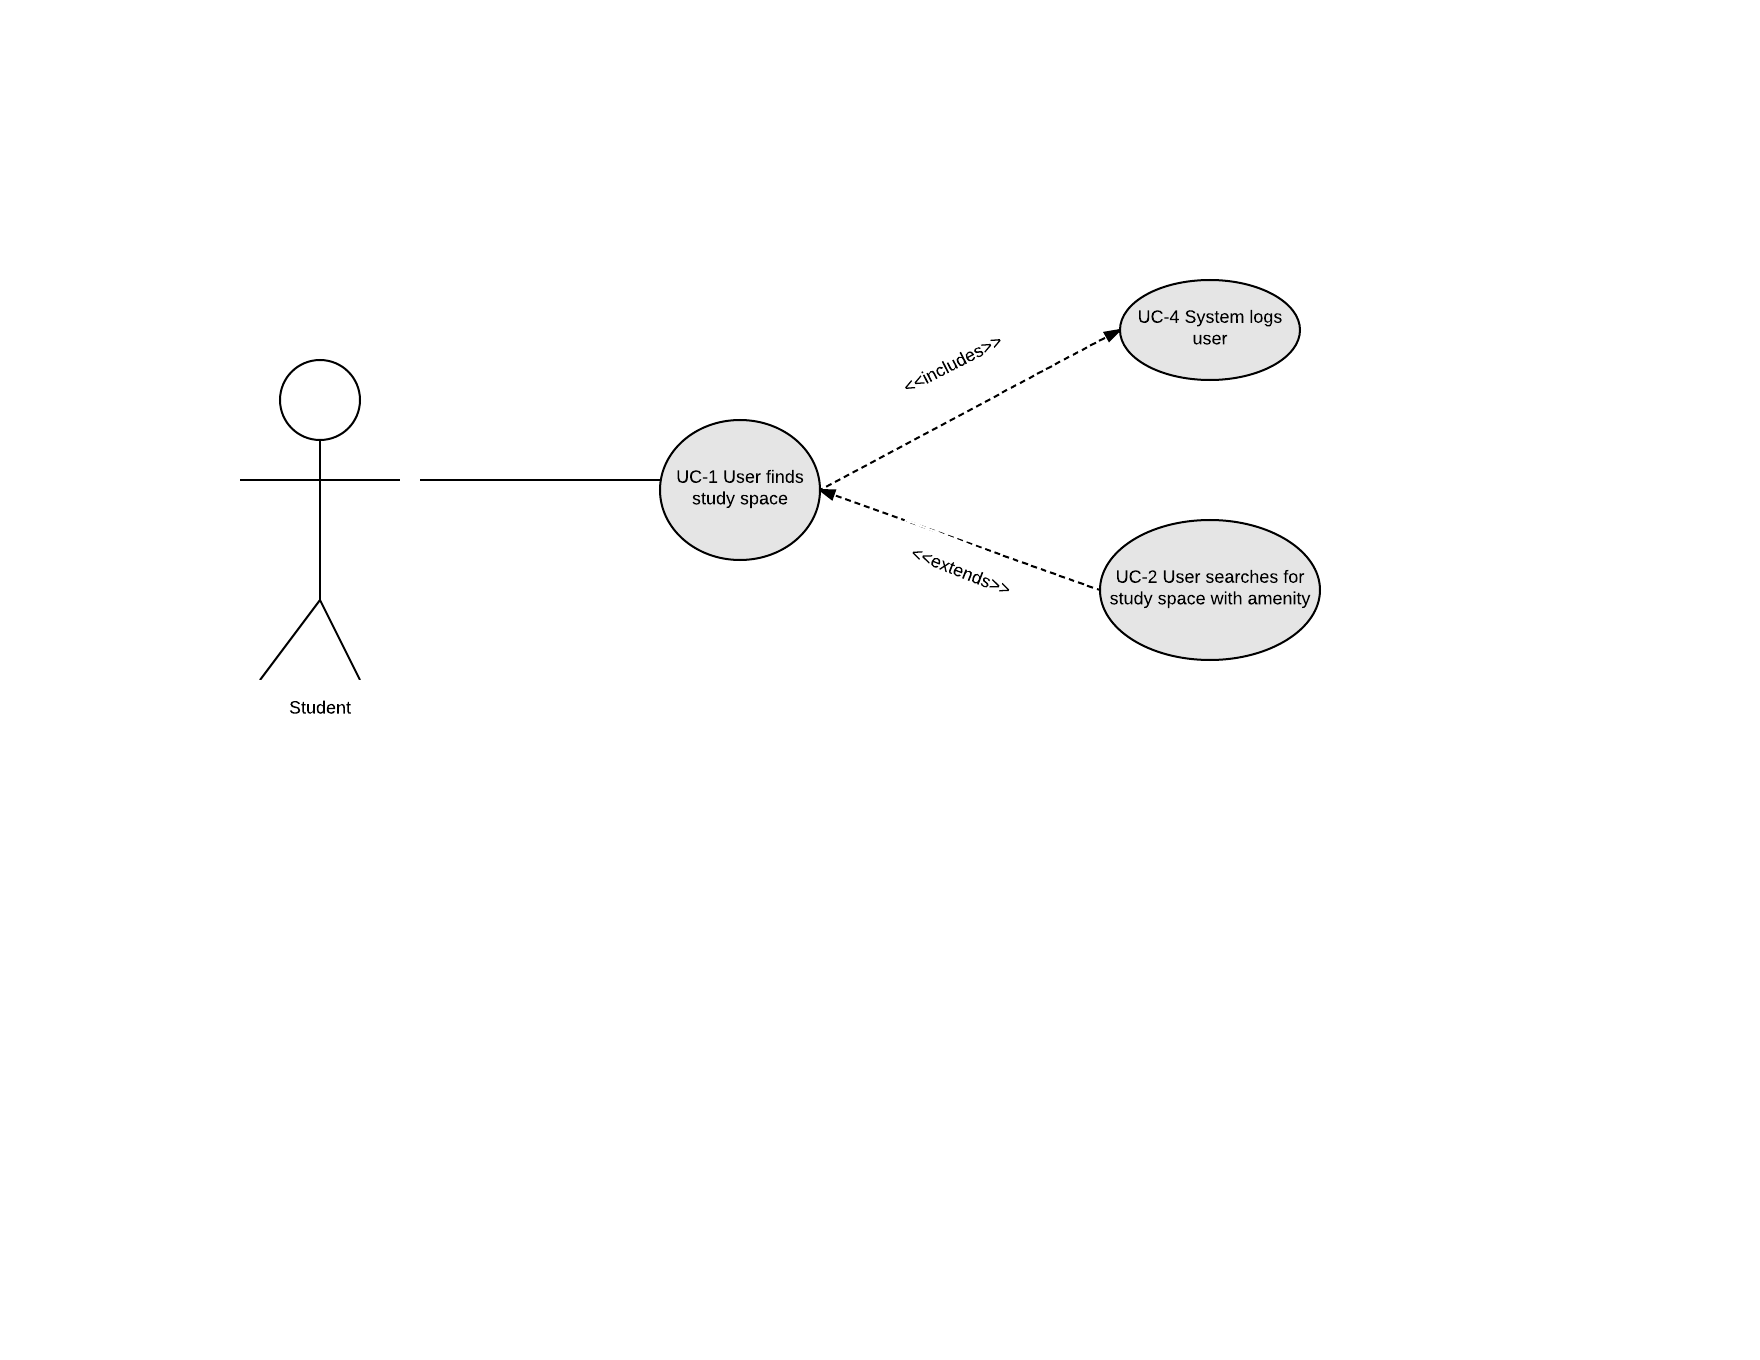 UC-4 System logs
user
<<includes>>
UC-1 User finds
study space
<<extends>>
UC-2 User searches for
study space with amenity
Student